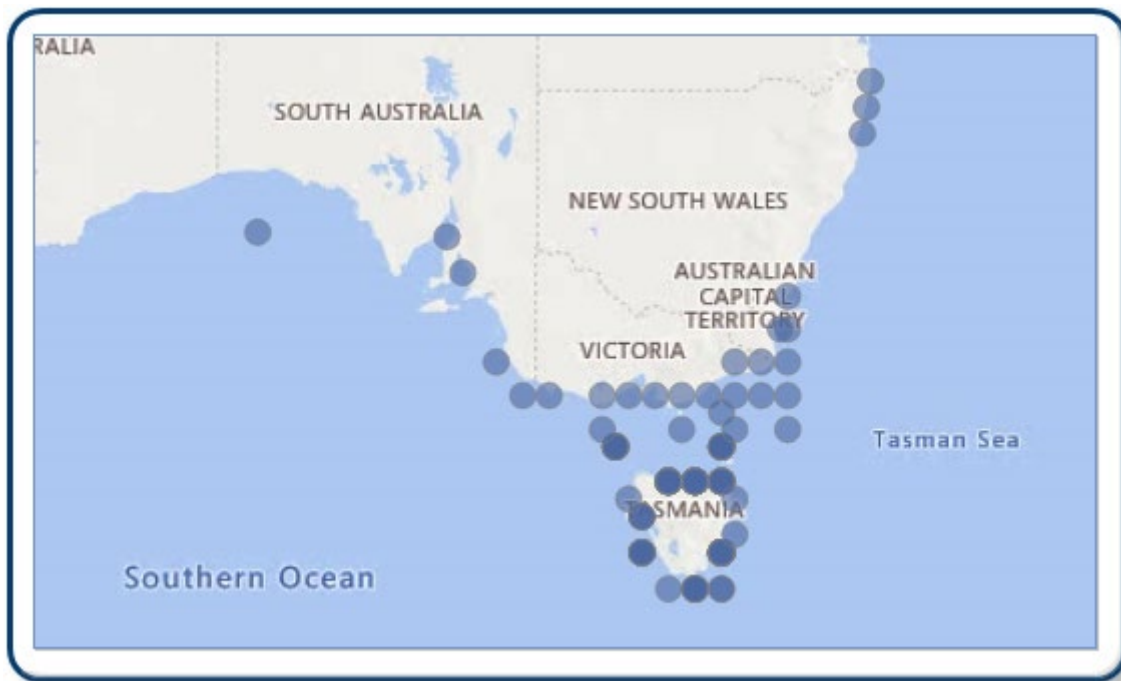 RALIA
SOUTH AUSTRALIA
NEW SOUTH WALES
AUSTRALIAN
CAPITAL
TERRITORY
VICTORIA
Tasman Sea
TASMANIA
Southern Ocean